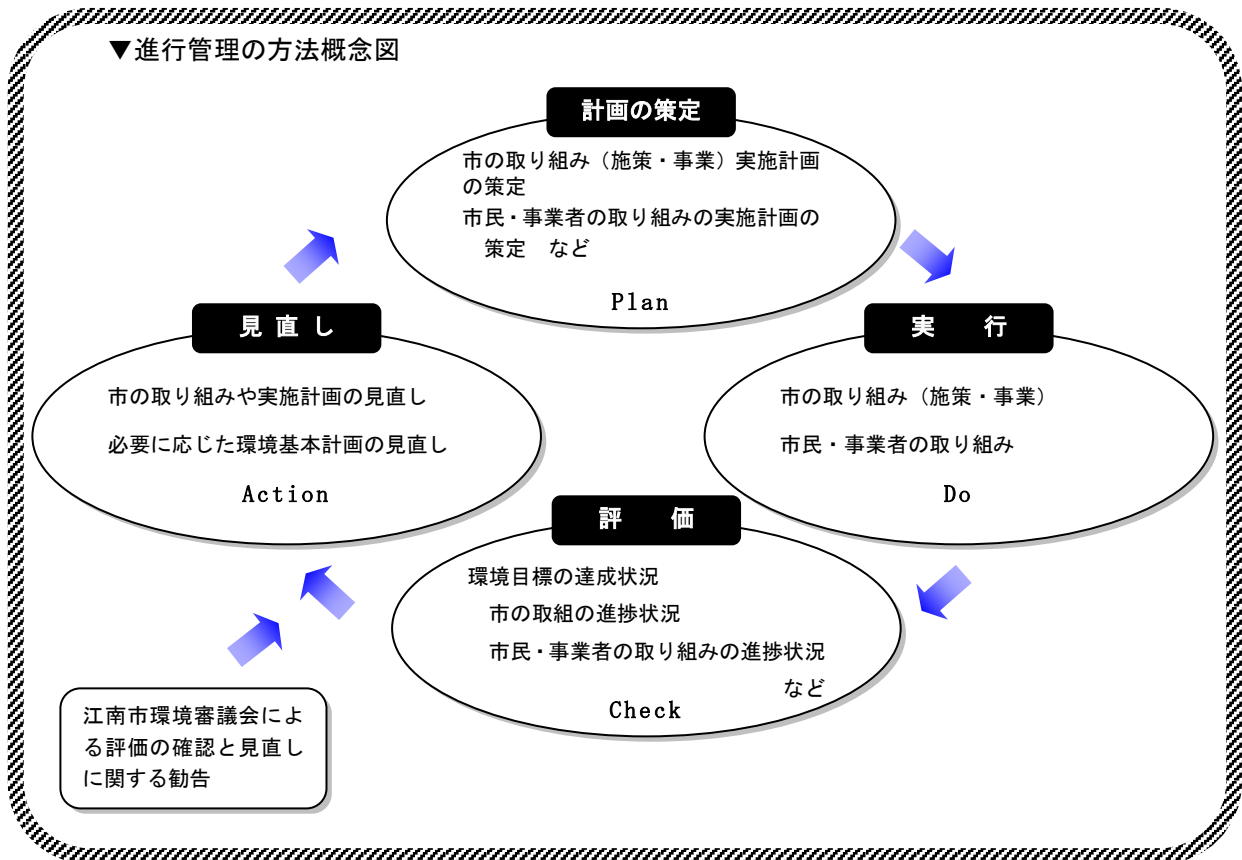 ▼進行管理の方法概念図
計画の策定
市の取り組み（施策・事業）実施計画
の策定
市民・事業者の取り組みの実施計画の
策定　など
Plan
見 直 し
市の取り組みや実施計画の見直し
必要に応じた環境基本計画の見直し
Action
実　　行
市の取り組み（施策・事業）
市民・事業者の取り組み
Do
評　　価
環境目標の達成状況
市の取組の進捗状況
市民・事業者の取り組みの進捗状況
など
Check
江南市環境審議会によ
る評価の確認と見直し
に関する勧告